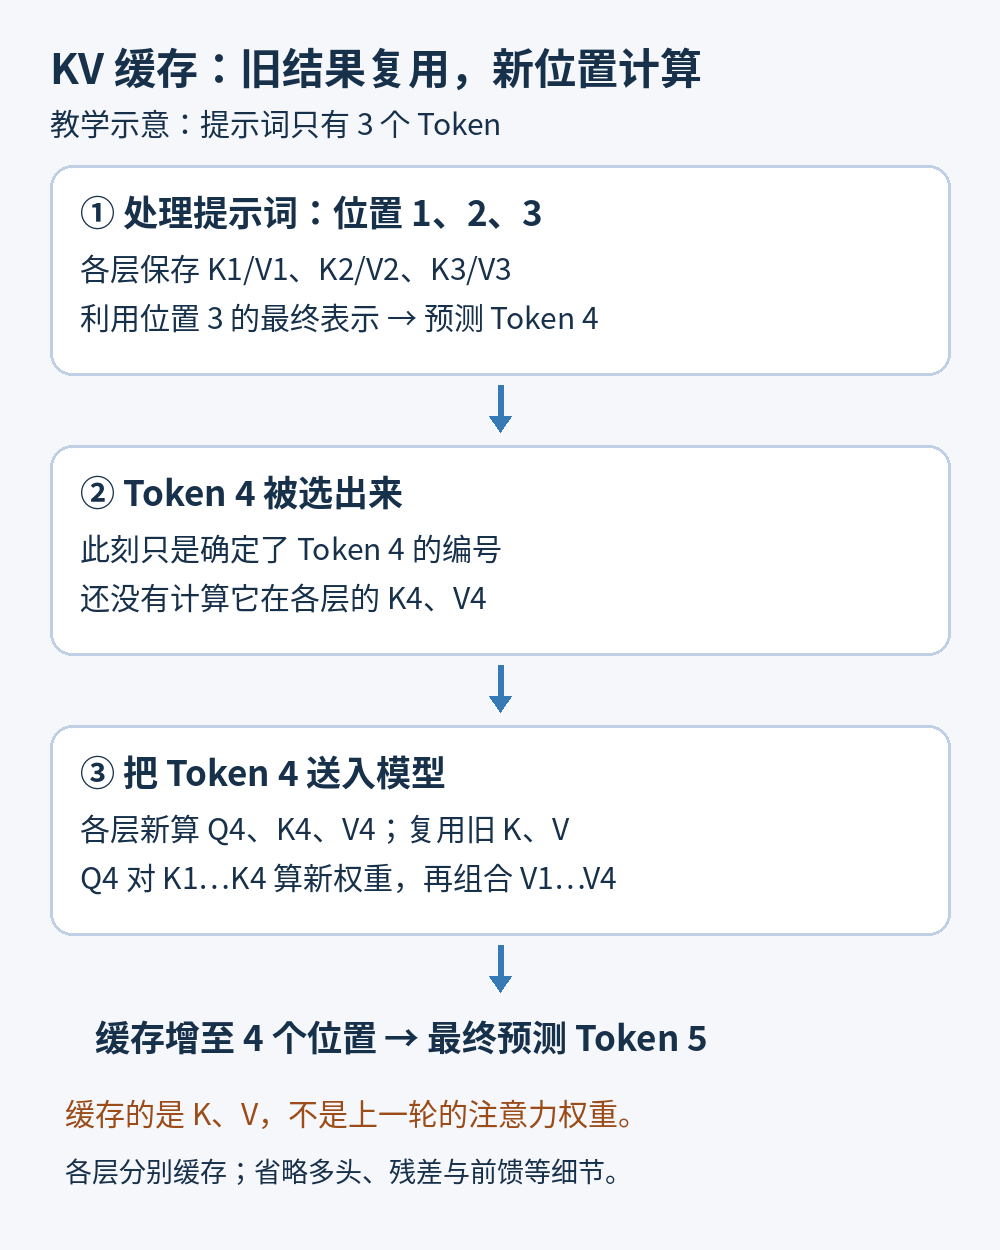 KV 缓存：旧结果复用，新位置计算
教学示意：提示词只有 3 个 Token
① 处理提示词：位置 1、2、3
各层保存 K1/V1、K2/V2、K3/V3
利用位置 3 的最终表示 → 预测 Token 4
② Token 4 被选出来
此刻只是确定了 Token 4 的编号
还没有计算它在各层的 K4、V4
③ 把 Token 4 送入模型
各层新算 Q4、K4、V4；复用旧 K、V
Q4 对 K1…K4 算新权重，再组合 V1…V4
缓存增至 4 个位置 → 最终预测 Token 5
缓存的是 K、V，不是上一轮的注意力权重。
各层分别缓存；省略多头、残差与前馈等细节。